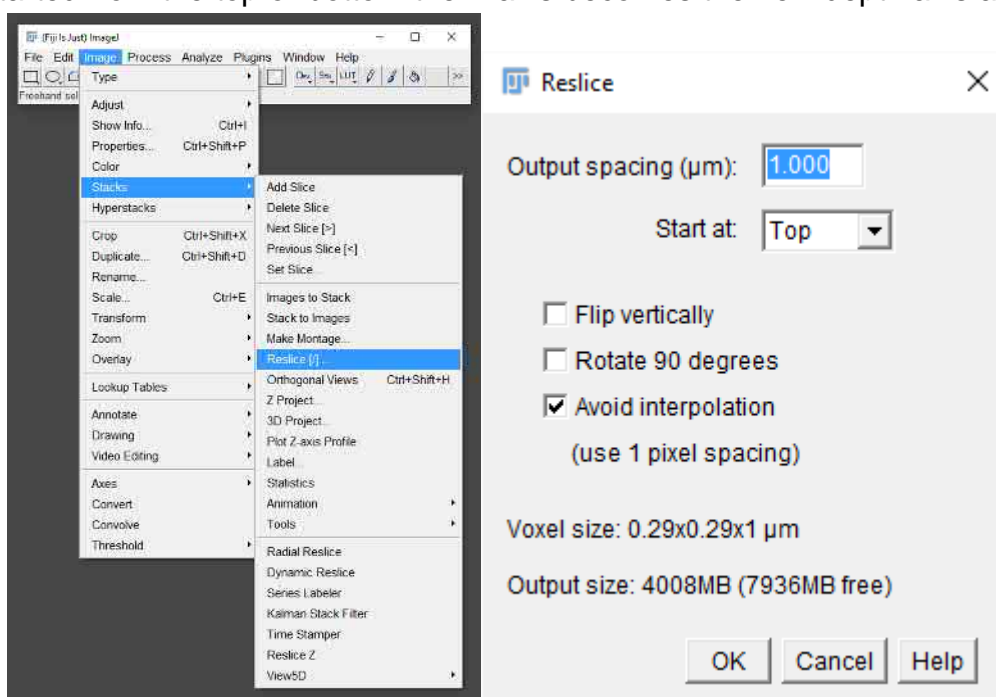 (Fiji Is Just) ImageJ
File Edit Image Process Analyze Plugins Window Help
Dev. Stk LUT >>
Freehand sel
Type
Adjust
Show Info... Ctrl+I
Properties... Ctrl+Shift+P
Color
Stacks
Hyperstacks
Crop Ctrl+Shift+X
Duplicate... Ctrl+Shift+D
Rename...
Scale... Ctrl+E
Transform
Zoom
Overlay
Lookup Tables
Annotate
Drawing
Video Editing
Axes
Convert
Convolve
Threshold
Add Slice
Delete Slice
Next Slice [>]
Previous Slice [<]
Set Slice...
Images to Stack
Stack to Images
Make Montage...
Reslice [/]...
Orthogonal Views Ctrl+Shift+H
Z Project...
3D Project...
Plot Z-axis Profile
Label...
Statistics
Animation
Tools
Radial Reslice
Dynamic Reslice
Series Labeler
Kalman Stack Filter
Time Stamper
Reslice Z
View5D
Reslice
Output spacing (µm): 1.000
Start at: Top
Flip vertically
Rotate 90 degrees
Avoid interpolation
(use 1 pixel spacing)
Voxel size: 0.29x0.29x1 µm
Output size: 4008MB (7936MB free)
OK Cancel Help